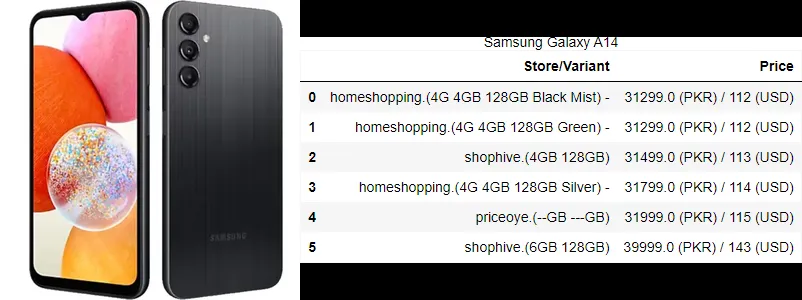 SAMSUNG
Samsung Galaxy A14
Store/Variant Price
0 homeshopping.(4G 4GB 128GB Black Mist) - 31299.0 (PKR) / 112 (USD)
1 homeshopping.(4G 4GB 128GB Green) - 31299.0 (PKR) / 112 (USD)
2 shophive.(4GB 128GB) 31499.0 (PKR) / 113 (USD)
3 homeshopping.(4G 4GB 128GB Silver) - 31799.0 (PKR) / 114 (USD)
4 priceoye.(--GB ---GB) 31999.0 (PKR) / 115 (USD)
5 shophive.(6GB 128GB) 39999.0 (PKR) / 143 (USD)